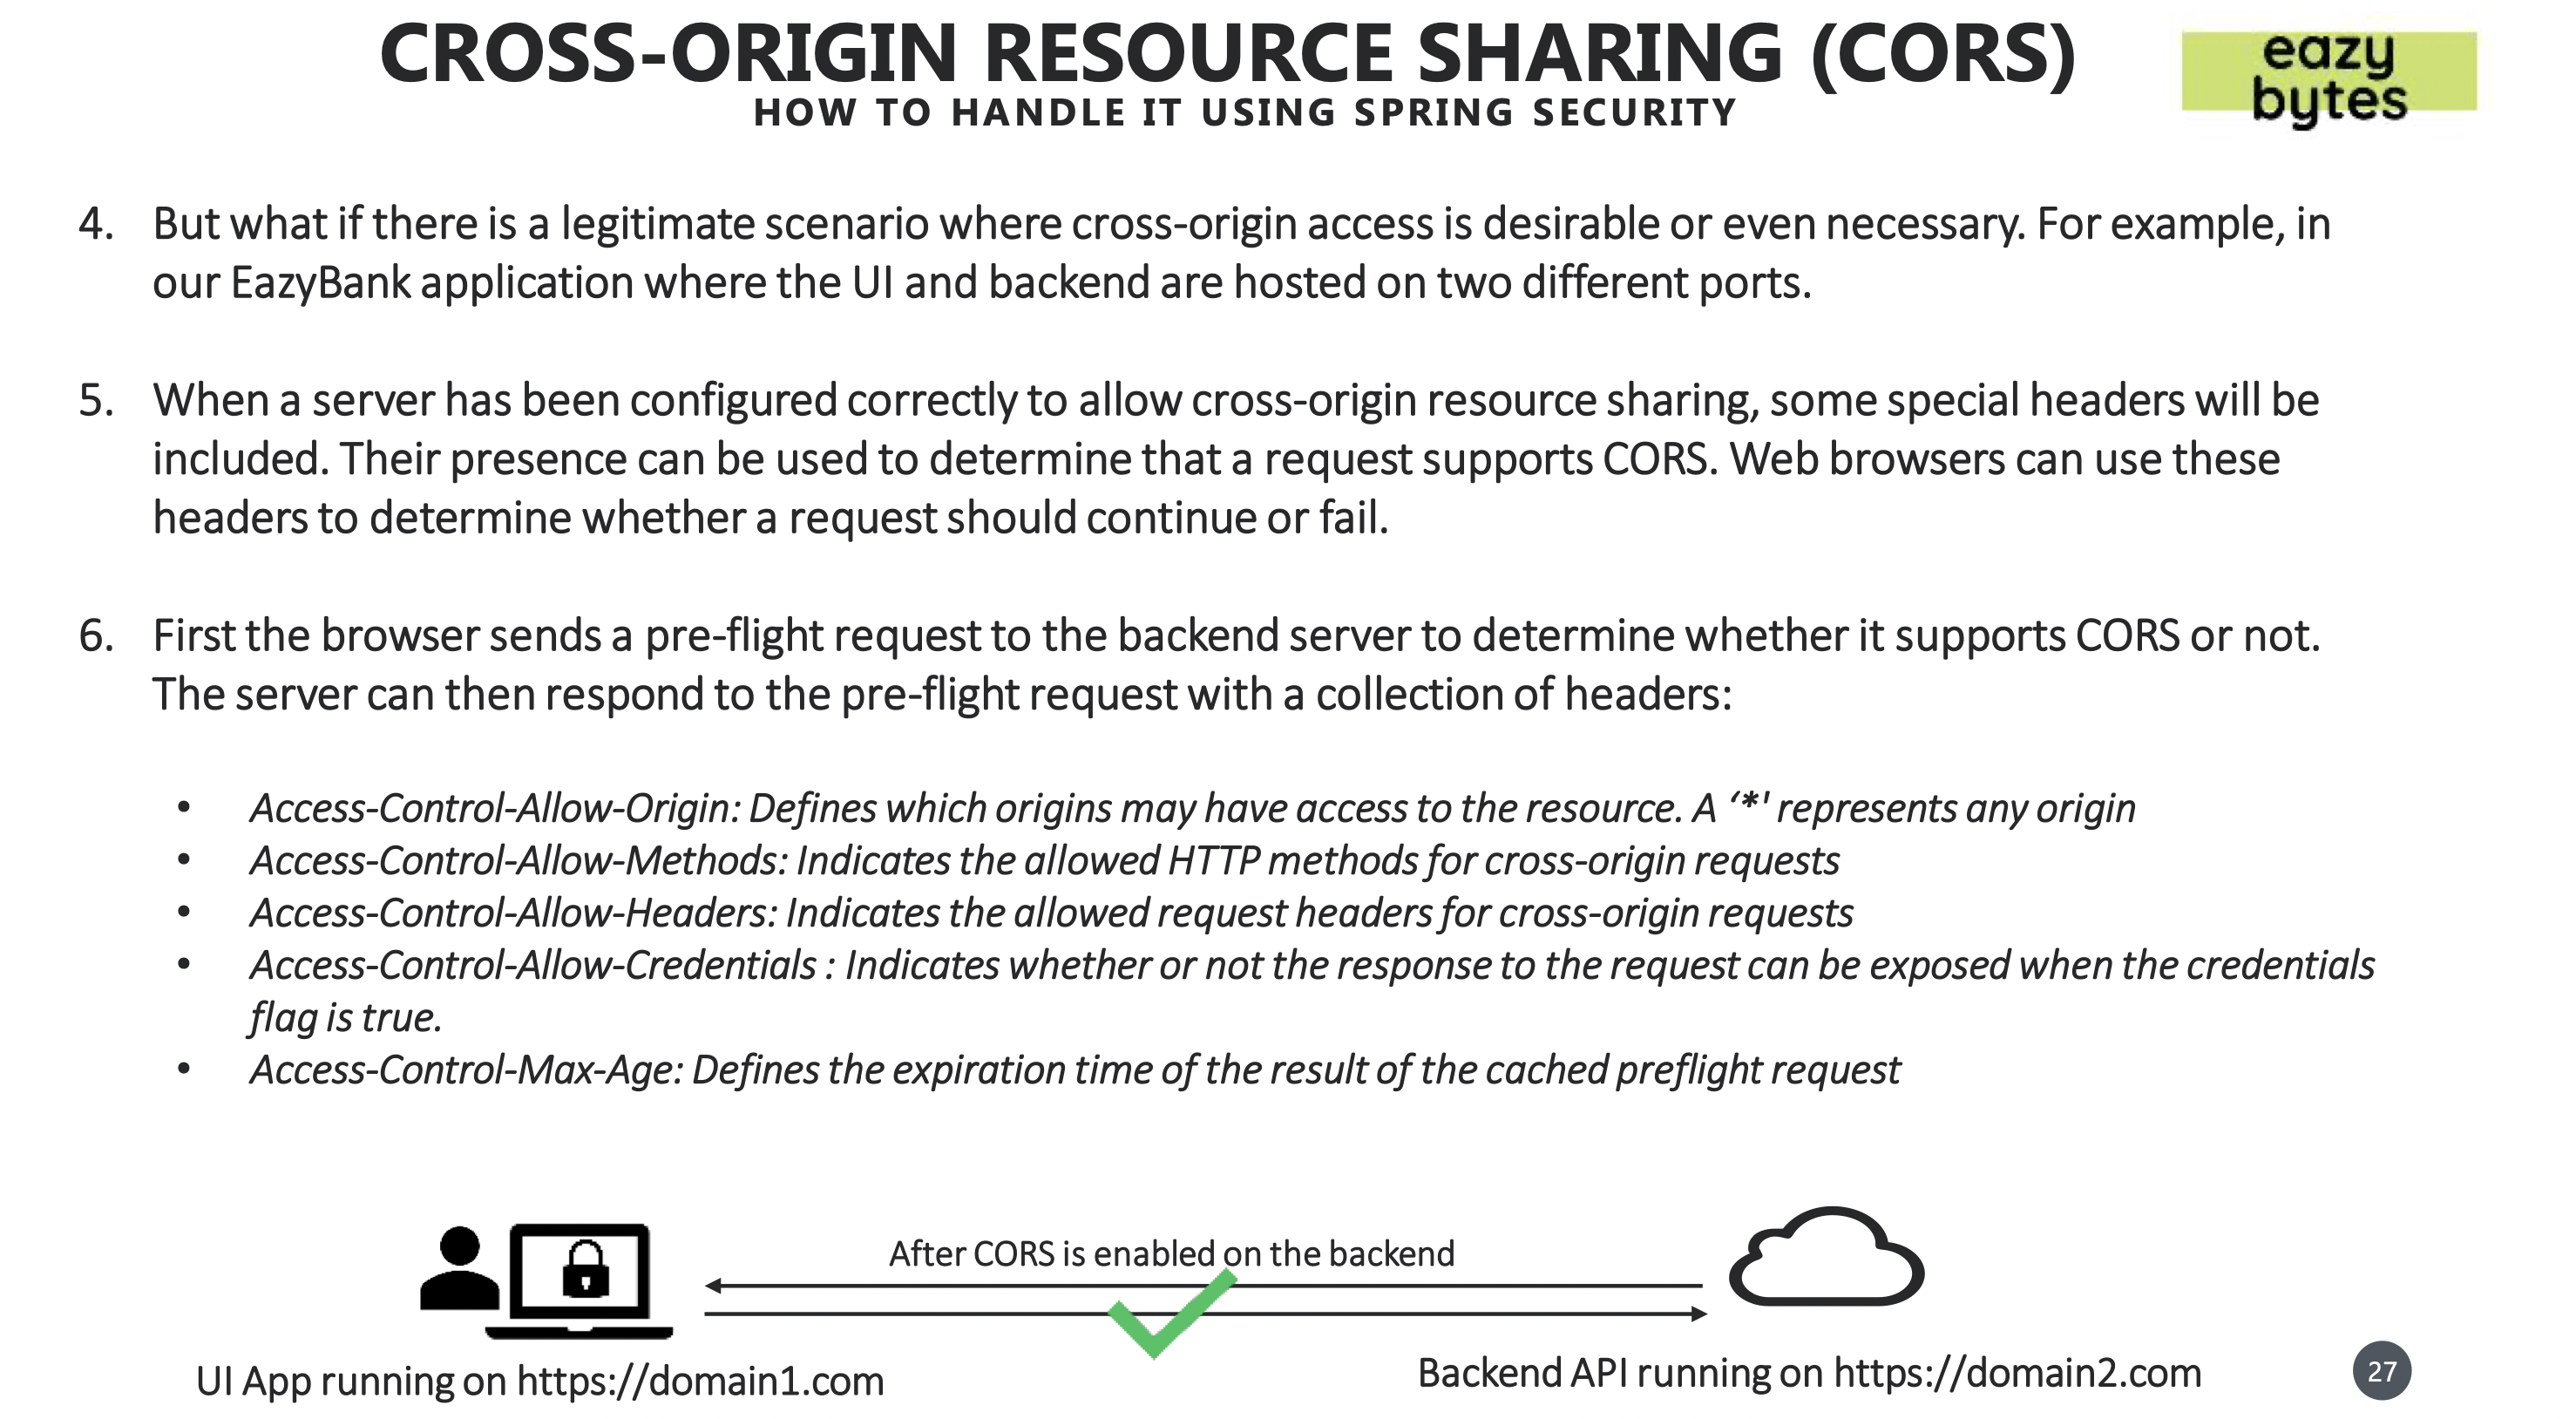 CROSS-ORIGIN RESOURCE SHARING (CORS)
HOW TO HANDLE IT USING SPRING SECURITY
eazy
bytes
4. But what if there is a legitimate scenario where cross-origin access is desirable or even necessary. For example, in
our EazyBank application where the UI and backend are hosted on two different ports.
5. When a server has been configured correctly to allow cross-origin resource sharing, some special headers will be
included. Their presence can be used to determine that a request supports CORS. Web browsers can use these
headers to determine whether a request should continue or fail.
6. First the browser sends a pre-flight request to the backend server to determine whether it supports CORS or not.
The server can then respond to the pre-flight request with a collection of headers:
• Access-Control-Allow-Origin: Defines which origins may have access to the resource. A ‘*' represents any origin
• Access-Control-Allow-Methods: Indicates the allowed HTTP methods for cross-origin requests
• Access-Control-Allow-Headers: Indicates the allowed request headers for cross-origin requests
• Access-Control-Allow-Credentials : Indicates whether or not the response to the request can be exposed when the credentials
flag is true.
• Access-Control-Max-Age: Defines the expiration time of the result of the cached preflight request
After CORS is enabled on the backend
UI App running on https://domain1.com
Backend API running on https://domain2.com
27